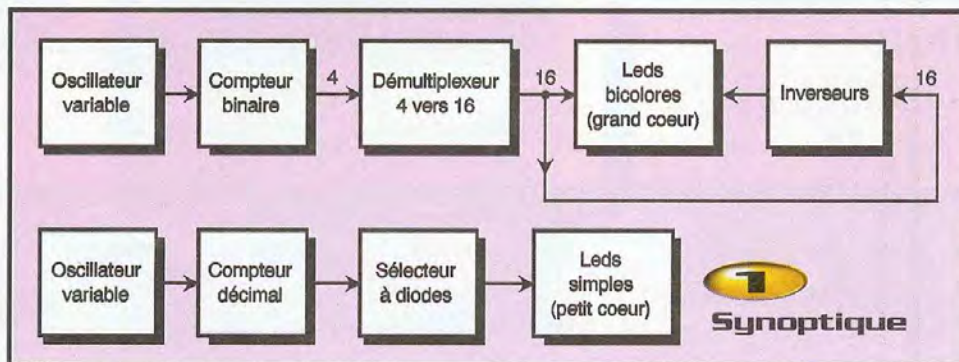 Oscillateur
variable
Compteur
binaire
4
Démultiplexeur
4 vers 16
16
Leds
bicolores
(grand coeur)
Inverseurs
16
Oscillateur
variable
Compteur
décimal
Sélecteur
à diodes
Leds
simples
(petit coeur)
1
Synoptique